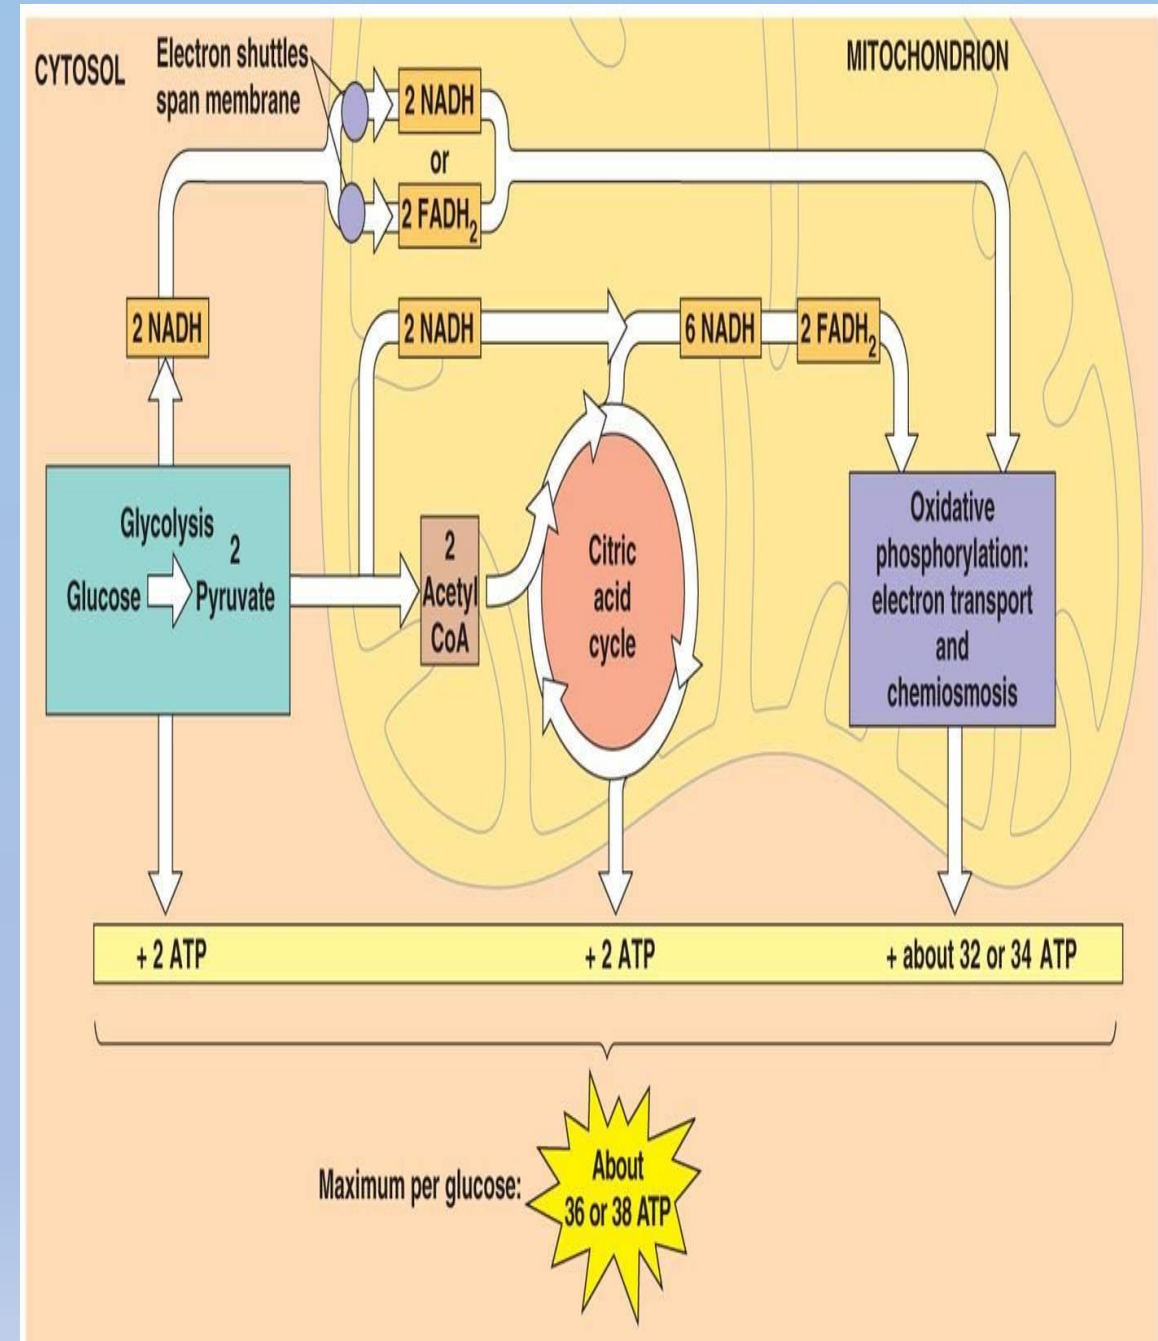 CYTOSOL
Electron shuttles
span membrane
MITOCHONDRION
2 NADH
or
2 FADH₂
2 NADH
2 NADH
6 NADH
2 FADH₂
Glycolysis
2
Glucose Pyruvate
2
Acetyl
CoA
Citric
acid
cycle
Oxidative
phosphorylation:
electron transport
and
chemiosmosis
+ 2 ATP
+ 2 ATP
+ about 32 or 34 ATP
Maximum per glucose:
About
36 or 38 ATP